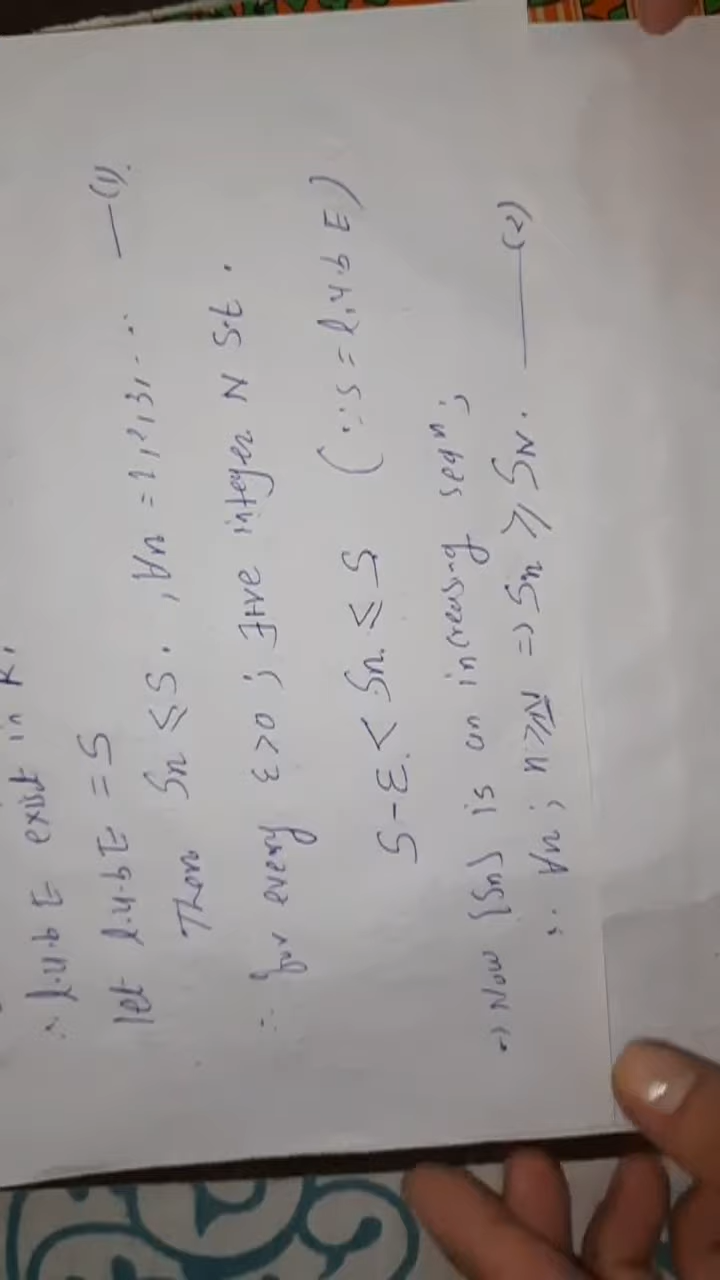 ∴ l.u.b E exist in R.
let l.u.b E = S
Then Sn ≤ S. , ∀n = 1,2,3,... —(1).
∴ for every ε>0 ; ∃ +ve integer N s.t.
S-ε. < Sn. ≤ S (∵ S = l.u.b E)
→ Now {Sn} is an increasing seqn ;
∴ ∀n ; n ≥ N => Sn ≥ SN. —(2)